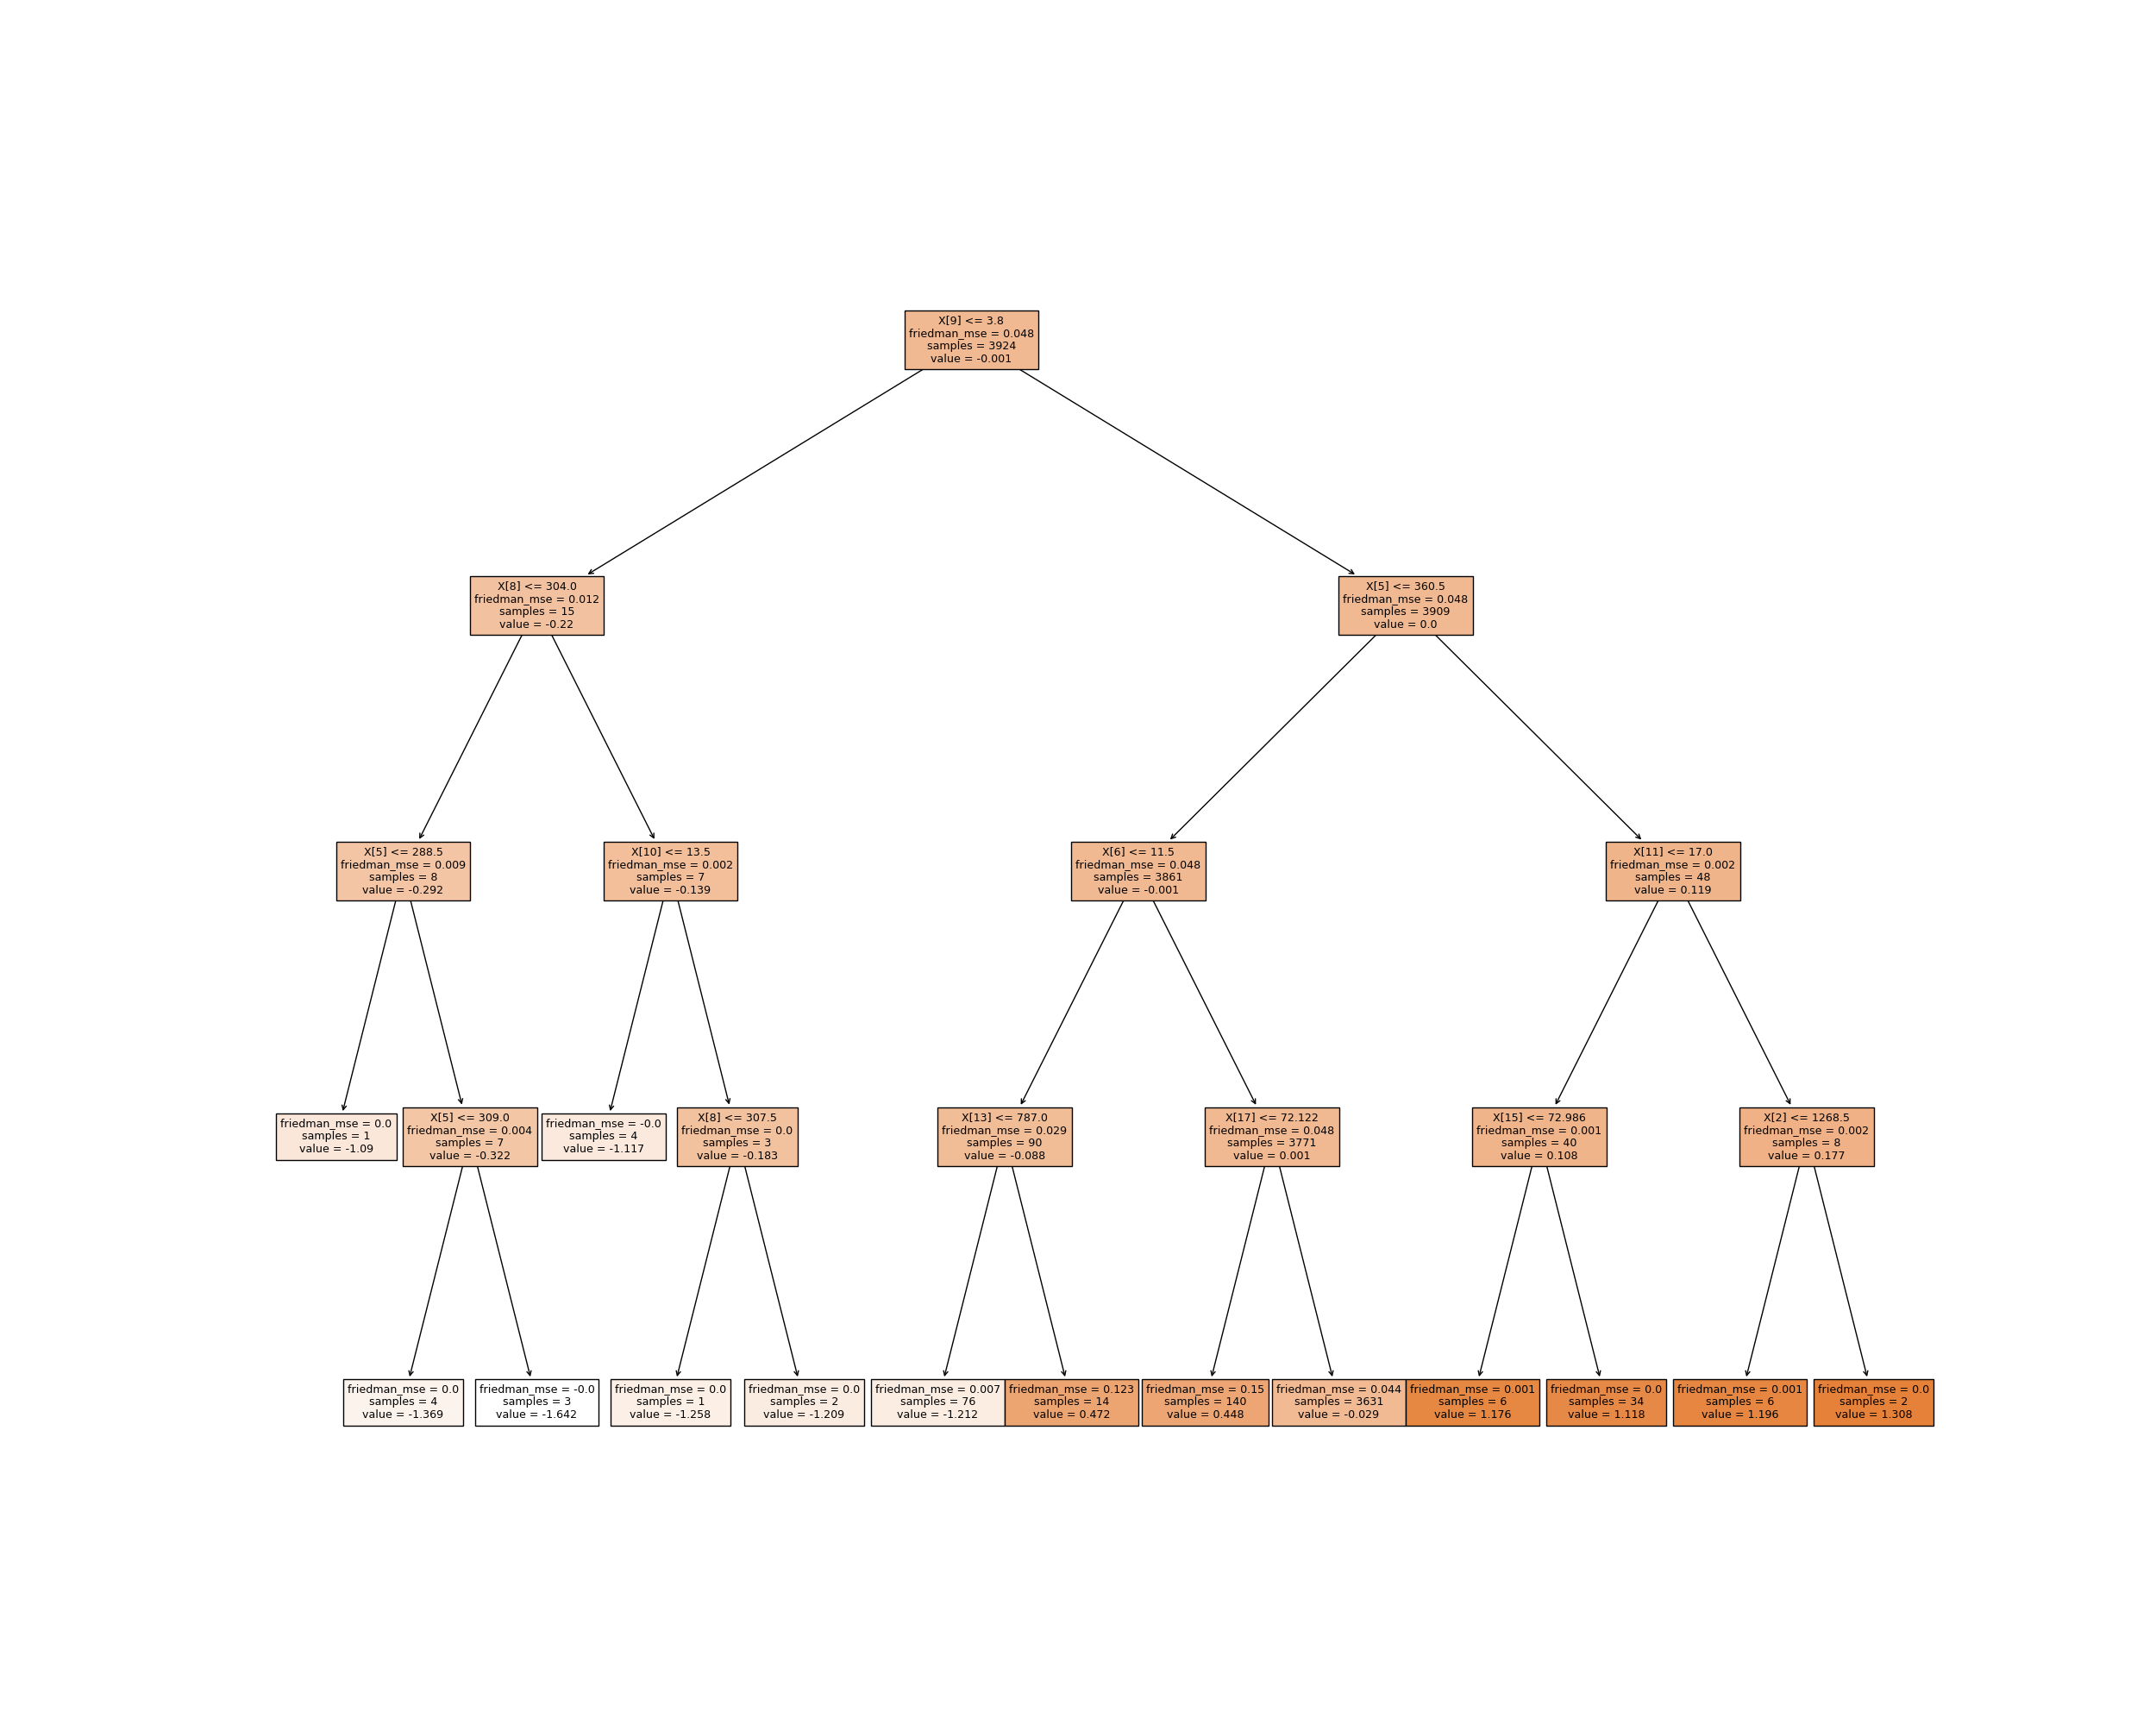 X[9] <= 3.8
friedman_mse = 0.048
samples = 3924
value = -0.001
X[8] <= 304.0
friedman_mse = 0.012
samples = 15
value = -0.22
X[5] <= 360.5
friedman_mse = 0.048
samples = 3909
value = 0.0
X[5] <= 288.5
friedman_mse = 0.009
samples = 8
value = -0.292
X[10] <= 13.5
friedman_mse = 0.002
samples = 7
value = -0.139
X[6] <= 11.5
friedman_mse = 0.048
samples = 3861
value = -0.001
X[11] <= 17.0
friedman_mse = 0.002
samples = 48
value = 0.119
friedman_mse = 0.0
samples = 1
value = -1.09
X[5] <= 309.0
friedman_mse = 0.004
samples = 7
value = -0.322
friedman_mse = -0.0
samples = 4
value = -1.117
X[8] <= 307.5
friedman_mse = 0.0
samples = 3
value = -0.183
X[13] <= 787.0
friedman_mse = 0.029
samples = 90
value = -0.088
X[17] <= 72.122
friedman_mse = 0.048
samples = 3771
value = 0.001
X[15] <= 72.986
friedman_mse = 0.001
samples = 40
value = 0.108
X[2] <= 1268.5
friedman_mse = 0.002
samples = 8
value = 0.177
friedman_mse = 0.0
samples = 4
value = -1.369
friedman_mse = -0.0
samples = 3
value = -1.642
friedman_mse = 0.0
samples = 1
value = -1.258
friedman_mse = 0.0
samples = 2
value = -1.209
friedman_mse = 0.007
samples = 76
value = -1.212
friedman_mse = 0.123
samples = 14
value = 0.472
friedman_mse = 0.15
samples = 140
value = 0.448
friedman_mse = 0.044
samples = 3631
value = -0.029
friedman_mse = 0.001
samples = 6
value = 1.176
friedman_mse = 0.0
samples = 34
value = 1.118
friedman_mse = 0.001
samples = 6
value = 1.196
friedman_mse = 0.0
samples = 2
value = 1.308